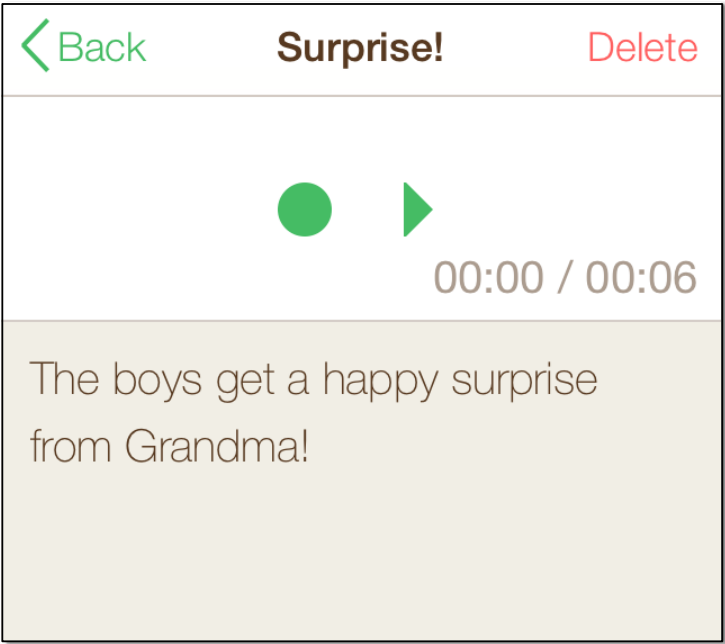 Back Surprise! Delete
00:00 / 00:06
The boys get a happy surprise
from Grandma!